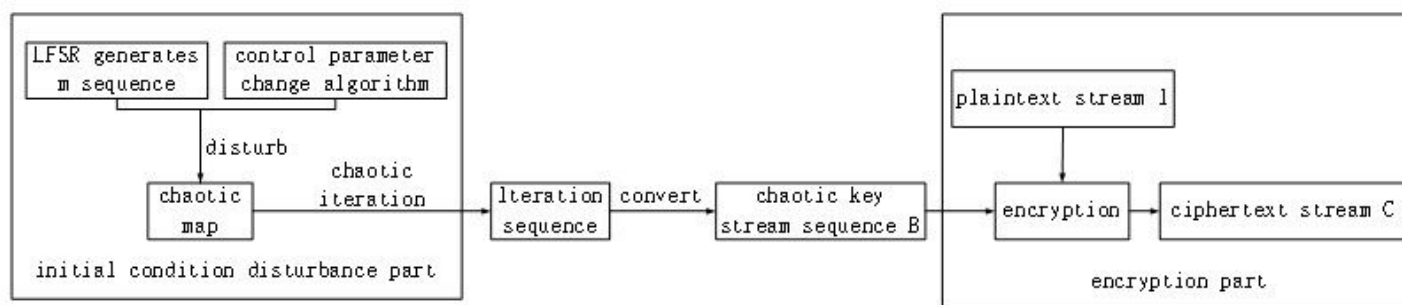 LFSR generates
m sequence
control parameter
change algorithm
disturb
chaotic
map
chaotic
iteration
initial condition disturbance part
Iteration
sequence
convert
chaotic key
stream sequence B
plaintext stream l
encryption
ciphertext stream C
encryption part